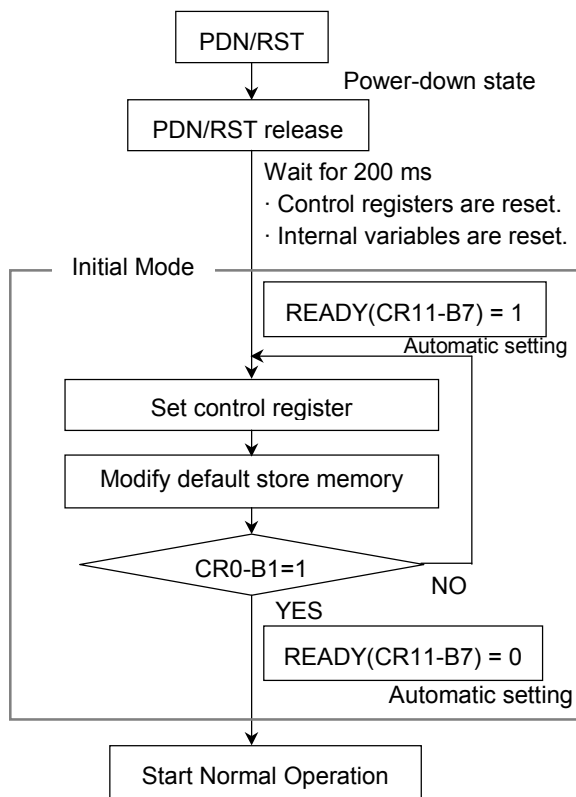 PDN/RST
Power-down state
PDN/RST release
Wait for 200 ms
· Control registers are reset.
· Internal variables are reset.
Initial Mode
READY(CR11-B7) = 1
Automatic setting
Set control register
Modify default store memory
CR0-B1=1
NO
YES
READY(CR11-B7) = 0
Automatic setting
Start Normal Operation